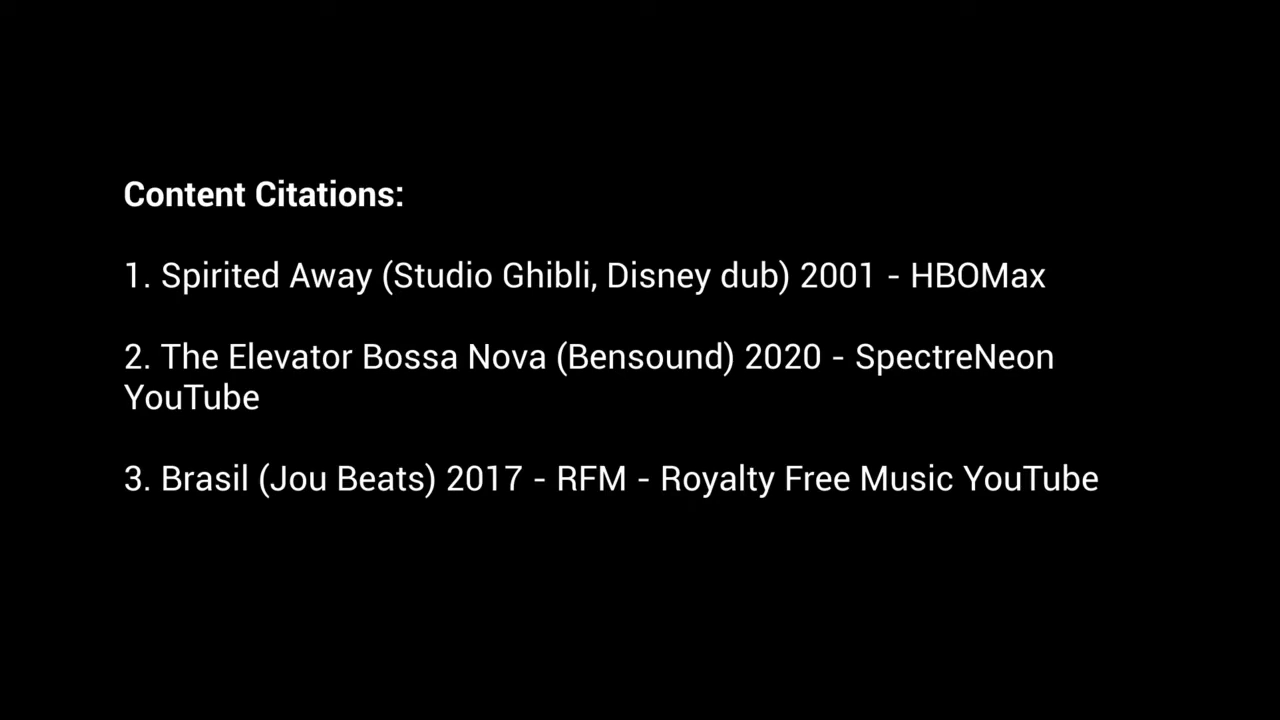 Content Citations:
1. Spirited Away (Studio Ghibli, Disney dub) 2001 - HBOMax
2. The Elevator Bossa Nova (Bensound) 2020 - SpectreNeon
YouTube
3. Brasil (Jou Beats) 2017 - RFM - Royalty Free Music YouTube